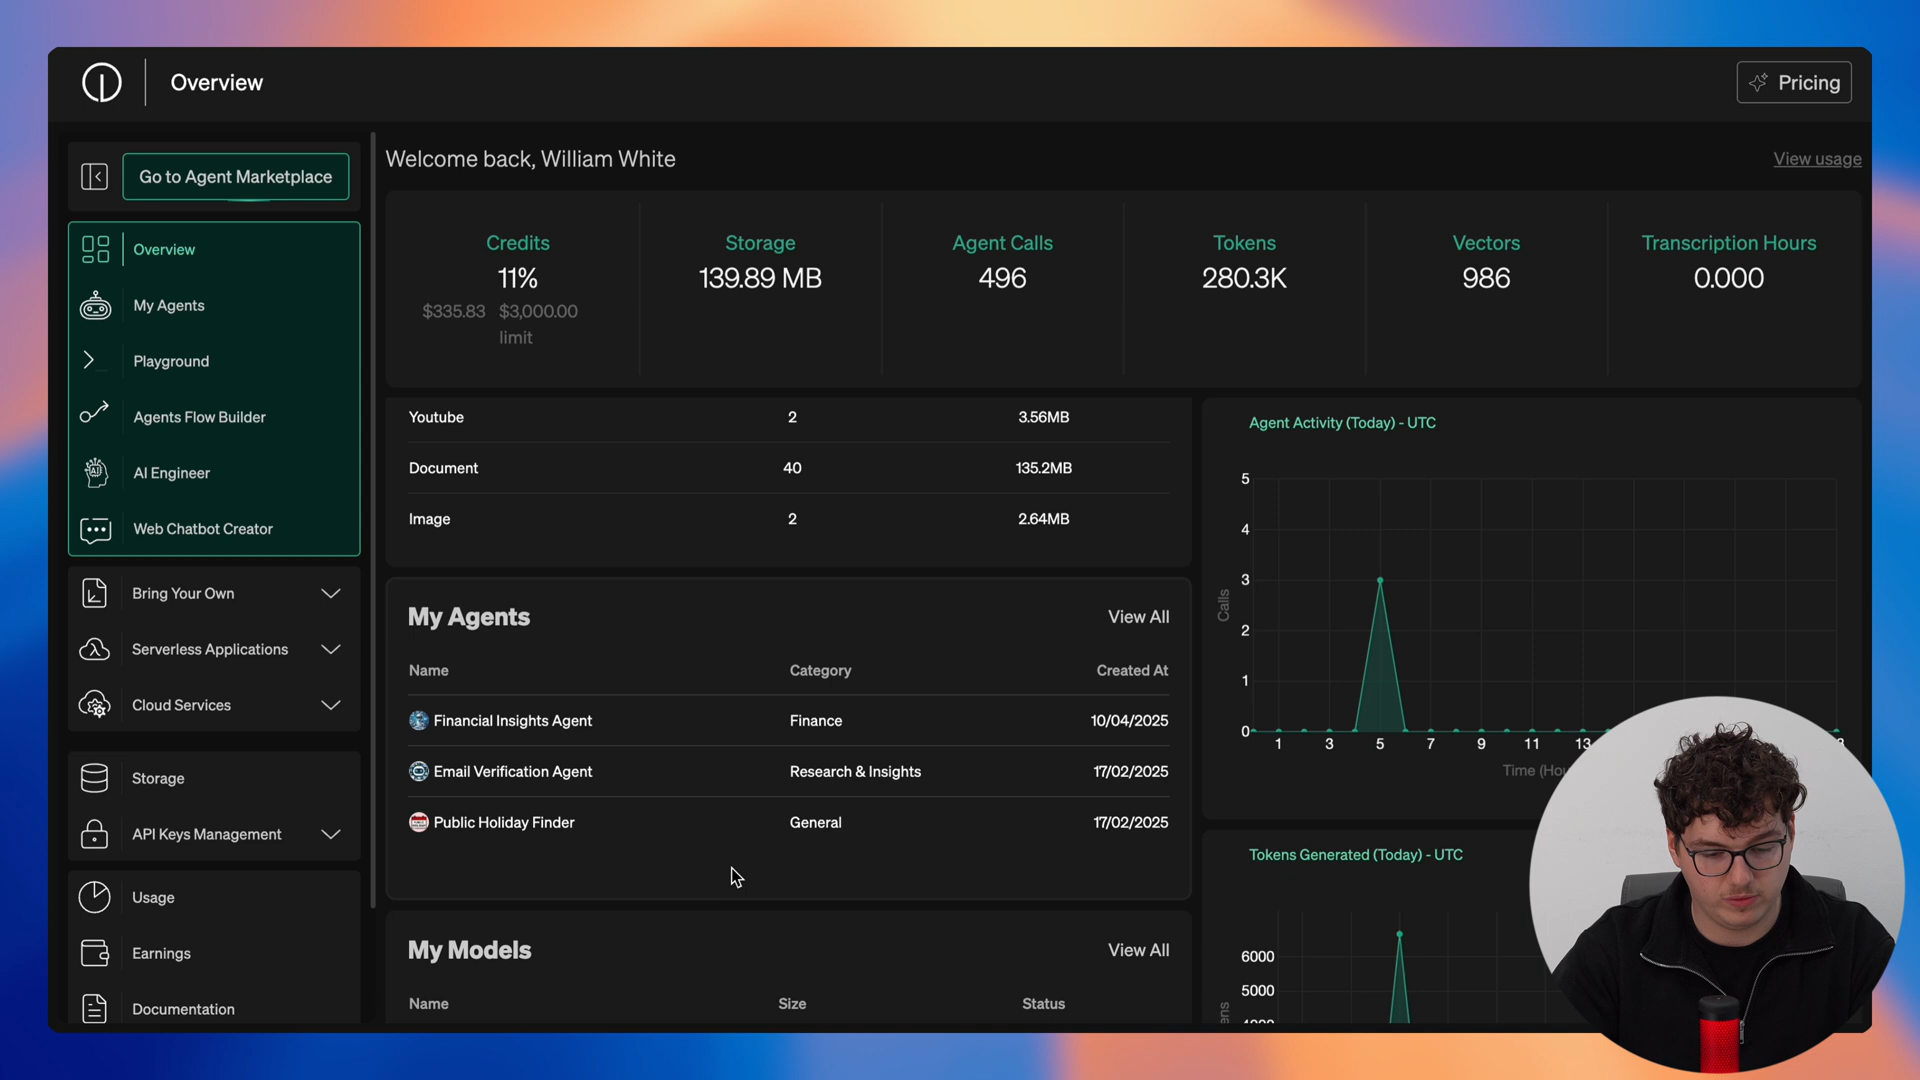 Overview
Pricing
Go to Agent Marketplace
Overview
My Agents
Playground
Agents Flow Builder
AI Engineer
Web Chatbot Creator
Bring Your Own
Serverless Applications
Cloud Services
Storage
API Keys Management
Usage
Earnings
Documentation
Welcome back, William White
View usage
Credits
11%
$335.83 $3,000.00
limit
Storage
139.89 MB
Agent Calls
496
Tokens
280.3K
Vectors
986
Transcription Hours
0.000
Youtube 2 3.56MB
Document 40 135.2MB
Image 2 2.64MB
My Agents View All
Name Category Created At
Financial Insights Agent Finance 10/04/2025
Email Verification Agent Research & Insights 17/02/2025
Public Holiday Finder General 17/02/2025
My Models View All
Name Size Status
Agent Activity (Today) - UTC
5
4
3
2
1
0
Calls
1 3 5 7 9 11 13
Time (Hou
Tokens Generated (Today) - UTC
6000
5000